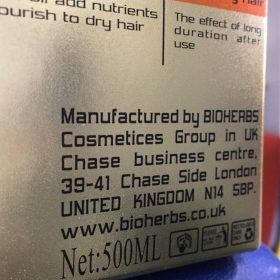 oil add nutrients
ourish to dry hair
g hair
The effect of long
duration after
use
Manufactured by BIOHERBS
Cosmetices Group in UK
Chase business centre,
39-41 Chase Side London
UNITED KINGDOM N14 5BP.
www.bioherbs.co.uk
Net:500ML